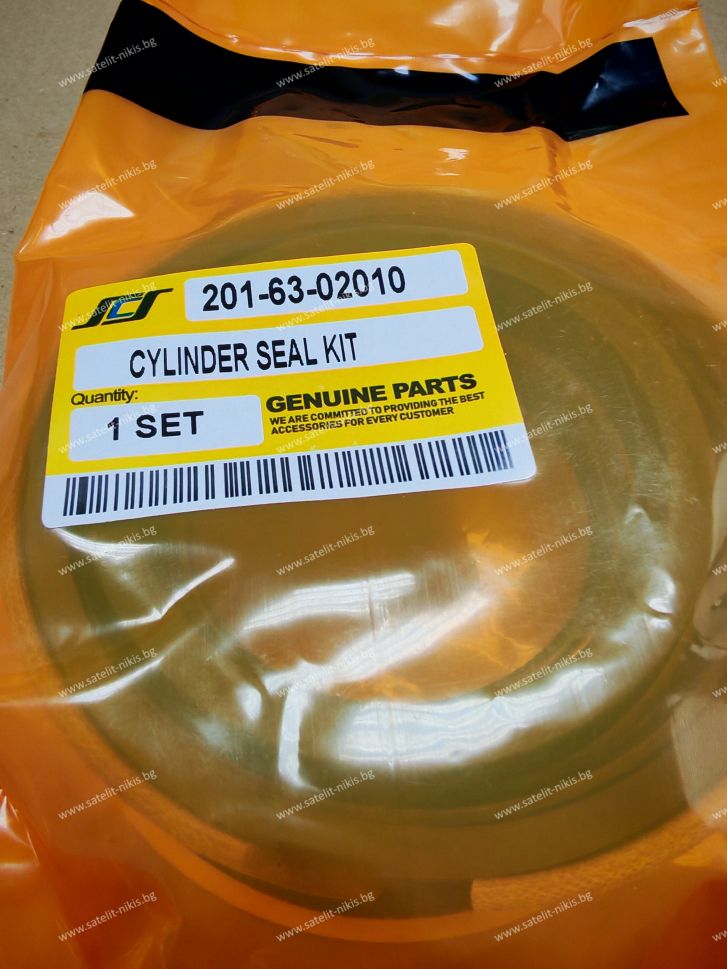 www.satelit-nikis.bg
SCS
201-63-02010
CYLINDER SEAL KIT
Quantity:
1 SET
GENUINE PARTS
WE ARE COMMITTED TO PROVIDING THE BEST
ACCESSORIES FOR EVERY CUSTOMER